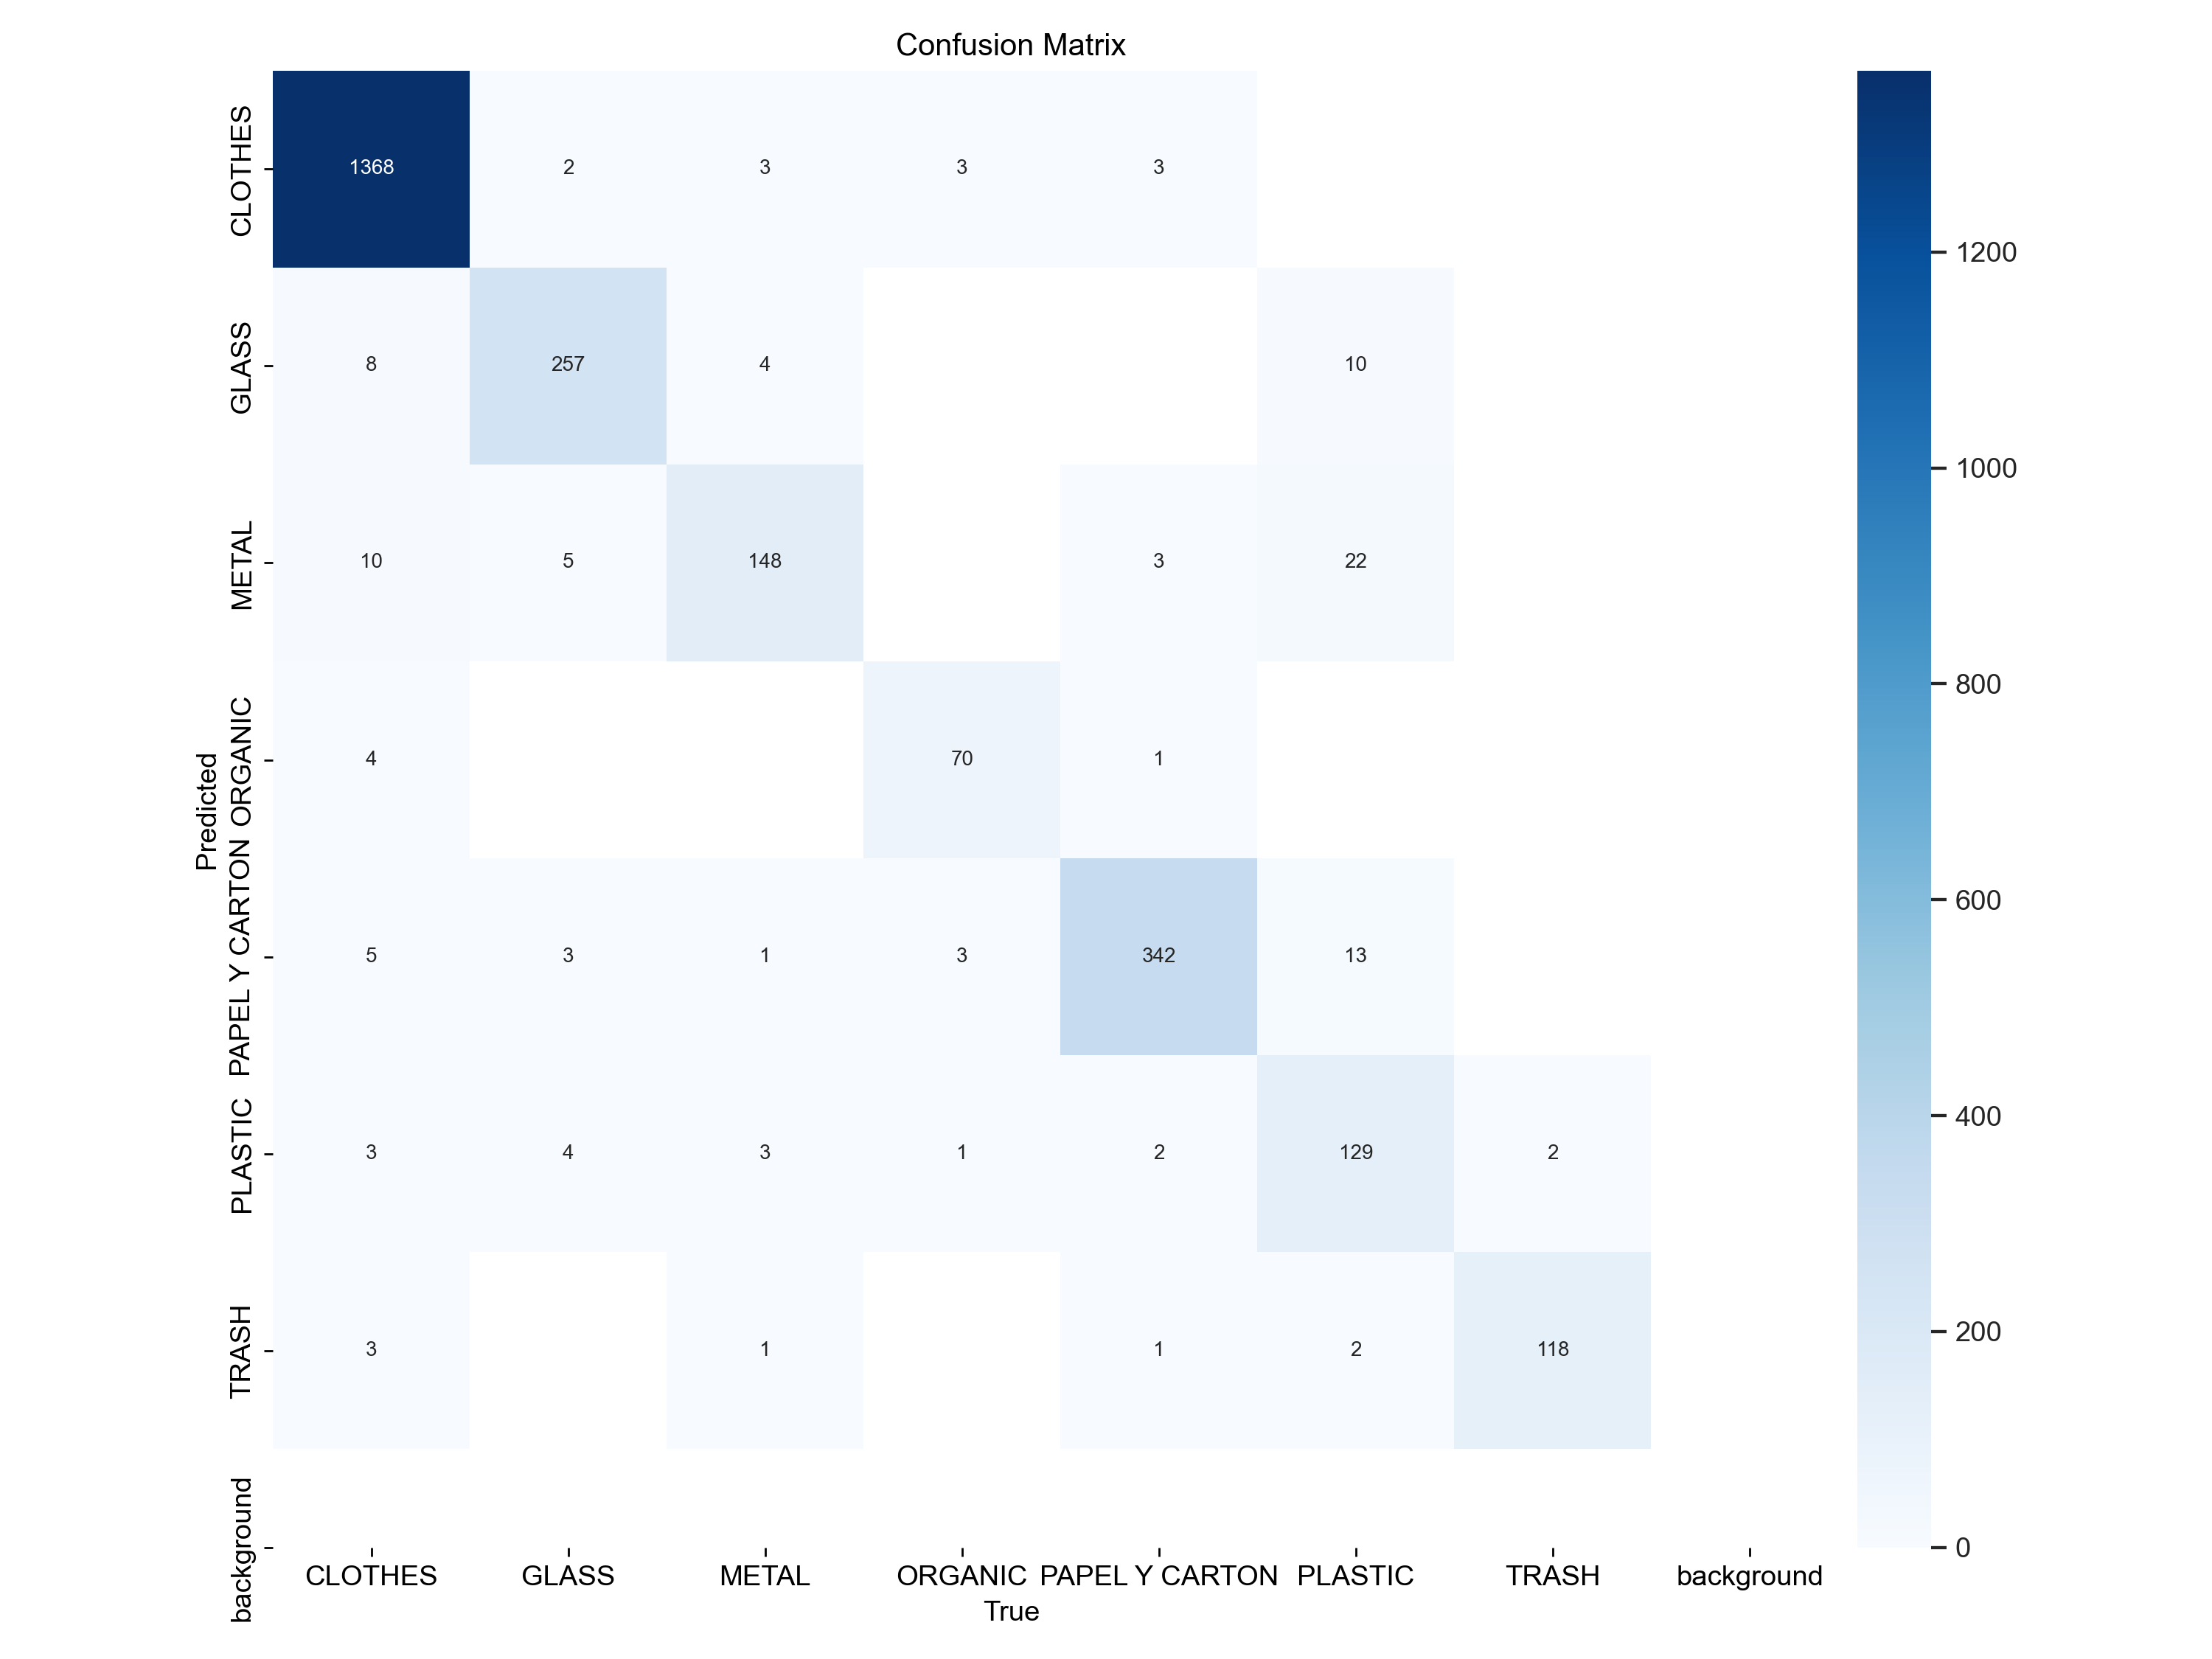 Confusion Matrix
Predicted
CLOTHES
1368 2 3 3 3
GLASS
8 257 4 10
METAL
10 5 148 3 22
ORGANIC
4 70 1
PAPEL Y CARTON
5 3 1 3 342 13
PLASTIC
3 4 3 1 2 129 2
TRASH
3 1 1 2 118
background
CLOTHES GLASS METAL ORGANIC PAPEL Y CARTON PLASTIC TRASH background
True
1200
1000
800
600
400
200
0